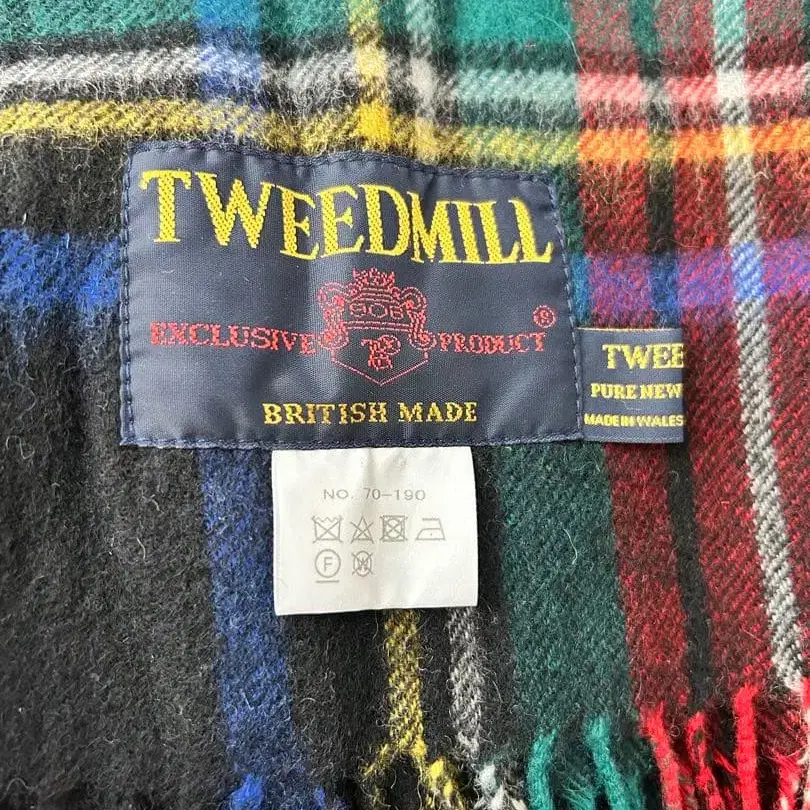 TWEEDMILL
EXCLUSIVE PRODUCT ®
BRITISH MADE
TWEE
PURE NEW
MADE IN WALES
NO. 70-190
F
W